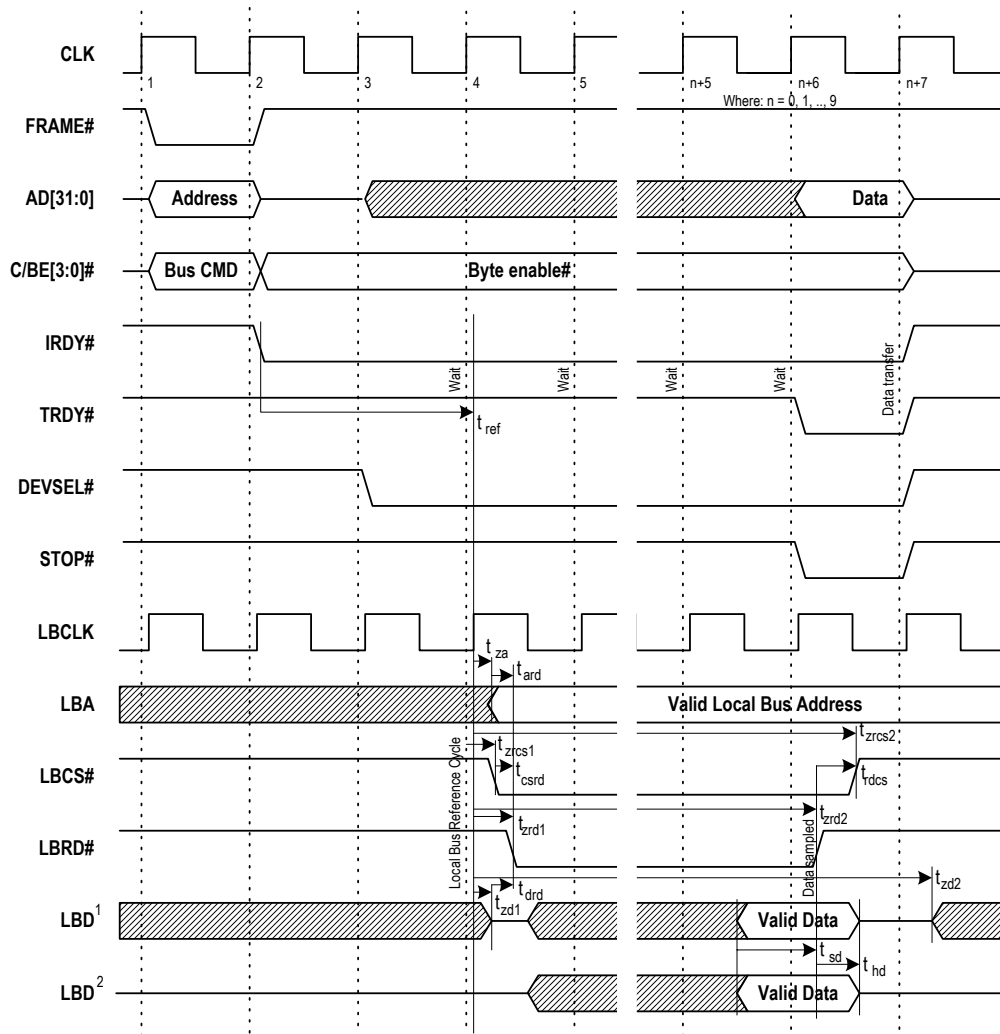 CLK
1
2
3
4
5
n+5
n+6
n+7
Where: n = 0, 1, .., 9
FRAME#
AD[31:0]
Address
Data
C/BE[3:0]#
Bus CMD
Byte enable#
IRDY#
Wait
Wait
Wait
Wait
Data transfer
TRDY#
t ref
DEVSEL#
STOP#
LBCLK
t za
t ard
LBA
Valid Local Bus Address
t zrcs2
t zrcs1
LBCS#
t csrd
t rdcs
Local Bus Reference Cycle
t zrd1
t zrd2
LBRD#
Data sampled
t drd
t zd2
t zd1
LBD1
Valid Data
t sd
t hd
LBD2
Valid Data